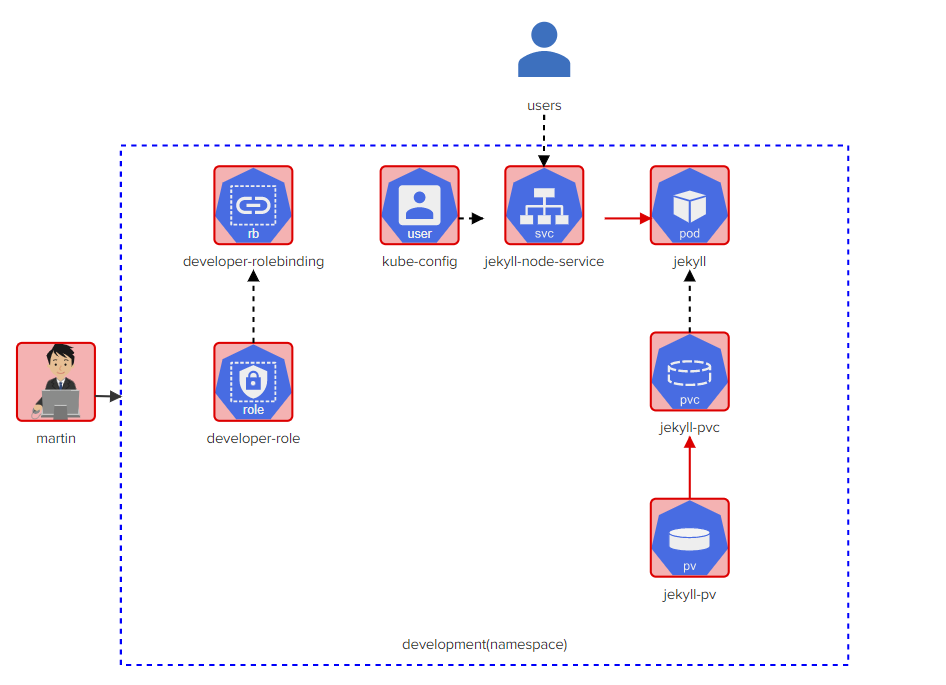 users
rb
user
svc
pod
developer-rolebinding
kube-config
jekyll-node-service
jekyll
role
pvc
martin
developer-role
jekyll-pvc
pv
jekyll-pv
development(namespace)